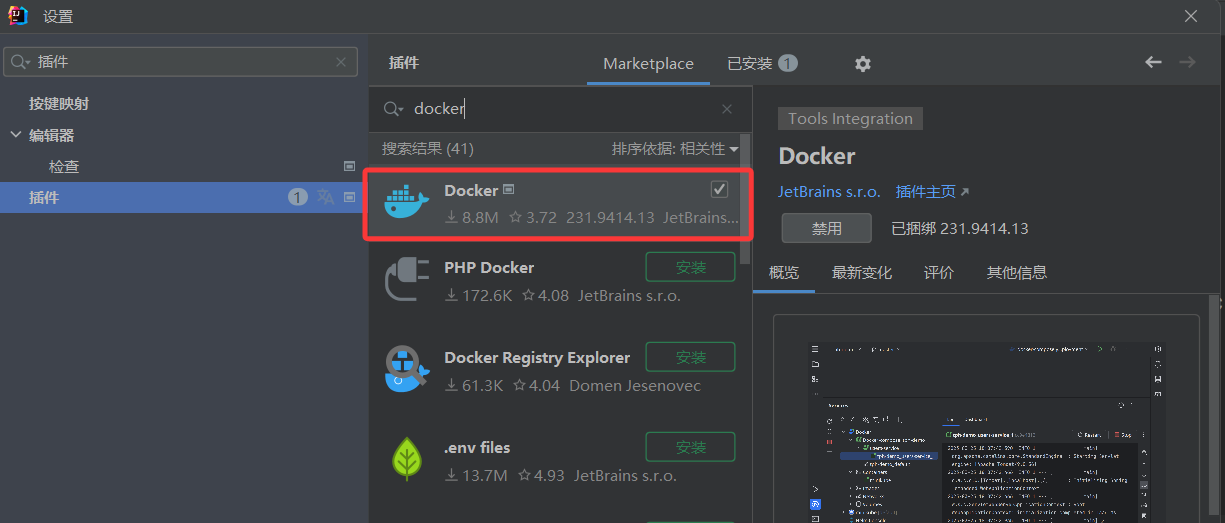 设置
插件
按键映射
编辑器
检查
插件 1
插件 Marketplace 已安装 1
docker
搜索结果 (41) 排序依据: 相关性
Docker
8.8M 3.72 231.9414.13 JetBrains...
PHP Docker 安装
172.6K 4.08 JetBrains s.r.o.
Docker Registry Explorer 安装
61.3K 4.04 Domen Jesenovec
.env files 安装
13.7M 4.93 JetBrains s.r.o.
Tools Integration
Docker
JetBrains s.r.o. 插件主页
禁用 已捆绑 231.9414.13
概览 最新变化 评价 其他信息
Docker
Restart Stop